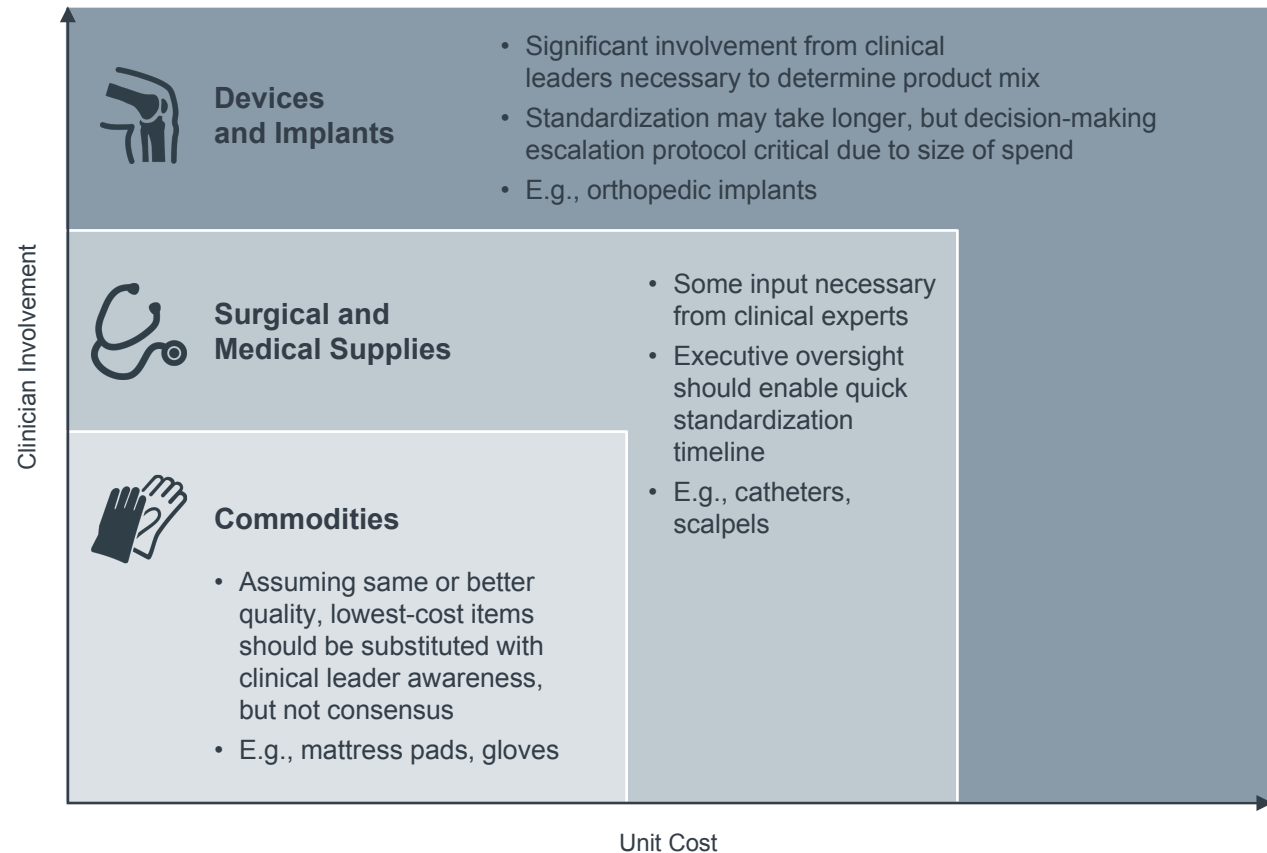 Clinician Involvement
Devices
and Implants
• Significant involvement from clinical
leaders necessary to determine product mix
• Standardization may take longer, but decision-making
escalation protocol critical due to size of spend
• E.g., orthopedic implants
Surgical and
Medical Supplies
• Some input necessary
from clinical experts
• Executive oversight
should enable quick
standardization
timeline
• E.g., catheters,
scalpels
Commodities
• Assuming same or better
quality, lowest-cost items
should be substituted with
clinical leader awareness,
but not consensus
• E.g., mattress pads, gloves
Unit Cost